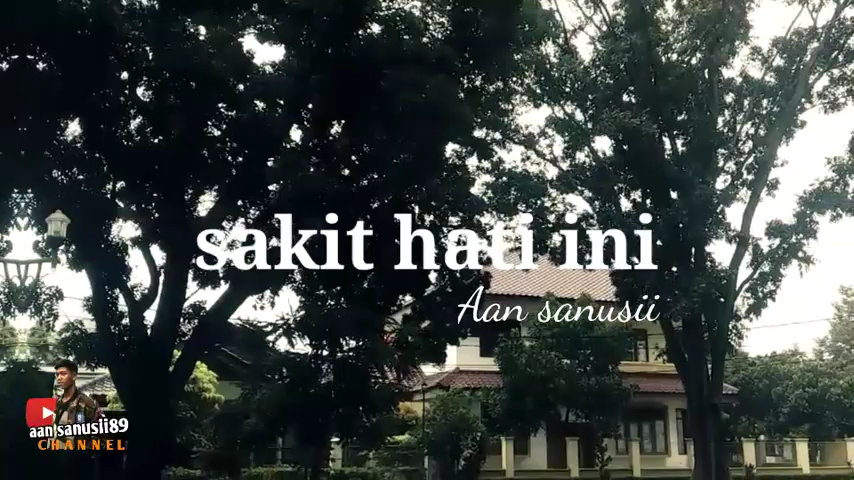 sakit hati ini
Aan sanusii
aan sanusii89
CHANNEL